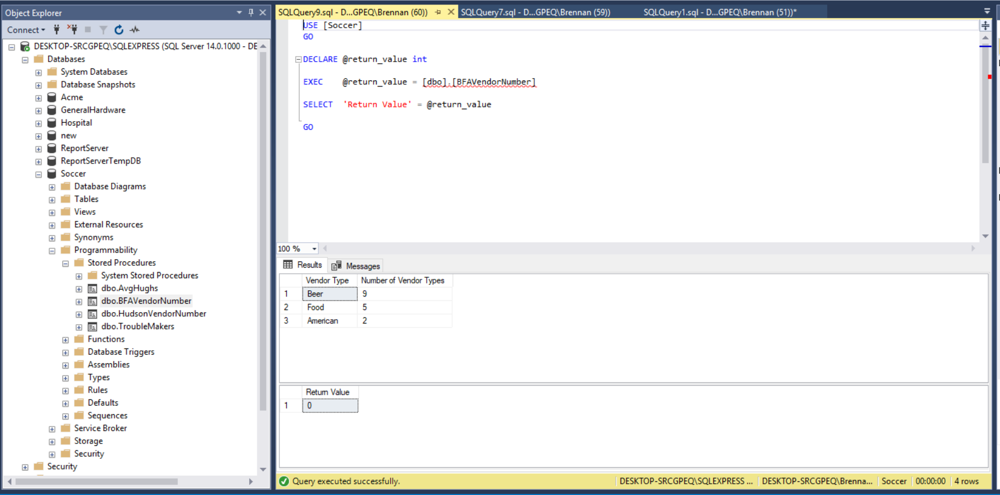 Object Explorer
Connect
DESKTOP-SRCGPEQ\SQLEXPRESS (SQL Server 14.0.1000 - DE
Databases
System Databases
Database Snapshots
Acme
GeneralHardware
Hospital
new
ReportServer
ReportServerTempDB
Soccer
Database Diagrams
Tables
Views
External Resources
Synonyms
Programmability
Stored Procedures
System Stored Procedures
dbo.AvgHughs
dbo.BFAVendorNumber
dbo.HudsonVendorNumber
dbo.TroubleMakers
Functions
Database Triggers
Assemblies
Types
Rules
Defaults
Sequences
Service Broker
Storage
Security
Security
SQLQuery9.sql - D...GPEQ\Brennan (60)) SQLQuery7.sql - D...GPEQ\Brennan (59)) SQLQuery1.sql - D...GPEQ\Brennan (51))*
USE [Soccer]
GO
DECLARE @return_value int
EXEC @return_value = [dbo].[BFAVendorNumber]
SELECT 'Return Value' = @return_value
GO
100 %
Results Messages
Vendor Type Number of Vendor Types
1 Beer 9
2 Food 5
3 American 2
Return Value
1 0
Query executed successfully. DESKTOP-SRCGPEQ\SQLEXPRESS ... DESKTOP-SRCGPEQ\Brenna... Soccer 00:00:00 4 rows